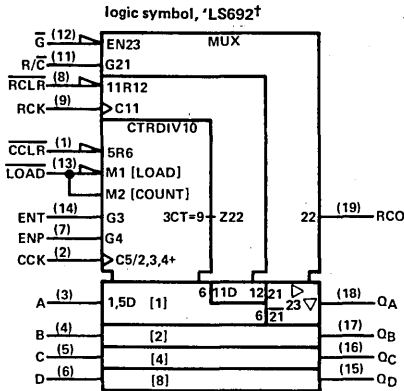 logic symbol, 'LS692†
MUX
G (12) EN23
R/C (11) G21
RCLR (8) 11R12
RCK (9) C11
CTRDIV10
CCLR (1) 5R6
LOAD (13) M1 [LOAD]
M2 [COUNT]
ENT (14) G3 3CT=9 Z22 22 (19) RCO
ENP (7) G4
CCK (2) C5/2,3,4+
A (3) 1,5D [1] 6 11D 12 21 23 (18) QA
6 21
B (4) [2] (17) QB
C (5) [4] (16) QC
D (6) [8] (15) QD